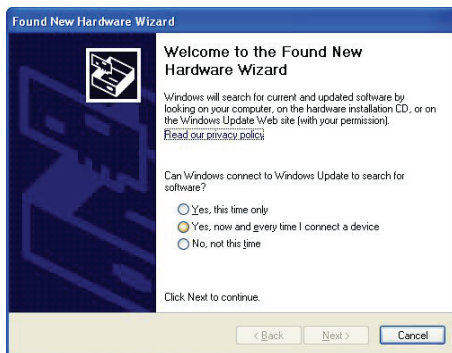 Found New Hardware Wizard
Welcome to the Found New
Hardware Wizard
Windows will search for current and updated software by
looking on your computer, on the hardware installation CD, or on
the Windows Update Web site (with your permission).
Read our privacy policy
Can Windows connect to Windows Update to search for
software?
Yes, this time only
Yes, now and every time I connect a device
No, not this time
Click Next to continue.
< Back Next > Cancel